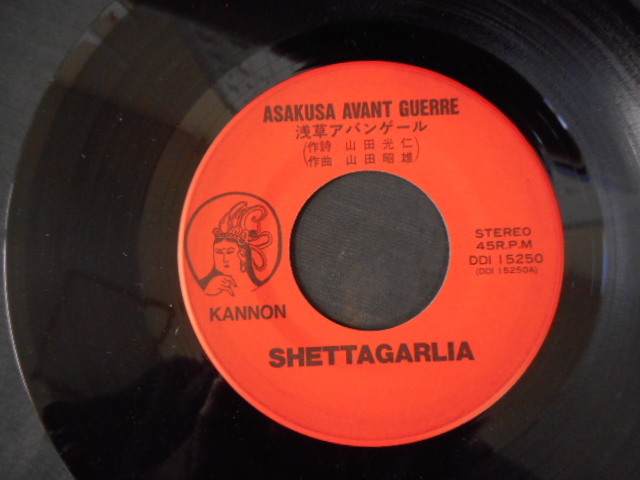 ASAKUSA AVANT GUERRE
浅草アバンゲール
(作詩 山田光仁
作曲 山田昭雄)
STEREO
45R.P.M
DDI 15250
(DDI 15250A)
KANNON
SHETTAGARLIA